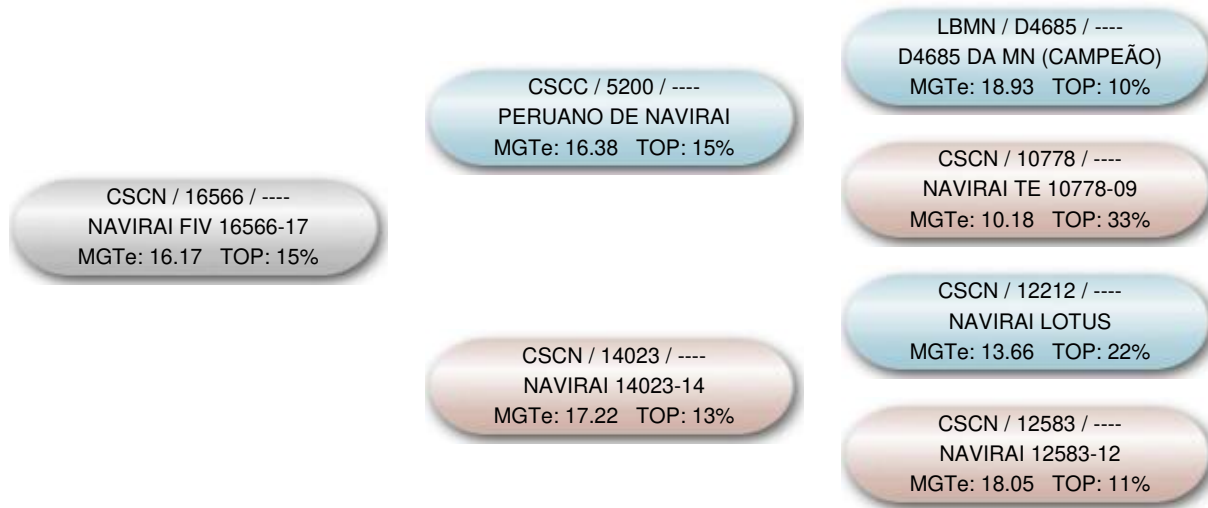 LBMN / D4685 / ----
D4685 DA MN (CAMPEÃO)
MGTe: 18.93 TOP: 10%
CSCC / 5200 / ----
PERUANO DE NAVIRAI
MGTe: 16.38 TOP: 15%
CSCN / 10778 / ----
NAVIRAI TE 10778-09
MGTe: 10.18 TOP: 33%
CSCN / 16566 / ----
NAVIRAI FIV 16566-17
MGTe: 16.17 TOP: 15%
CSCN / 12212 / ----
NAVIRAI LOTUS
MGTe: 13.66 TOP: 22%
CSCN / 14023 / ----
NAVIRAI 14023-14
MGTe: 17.22 TOP: 13%
CSCN / 12583 / ----
NAVIRAI 12583-12
MGTe: 18.05 TOP: 11%